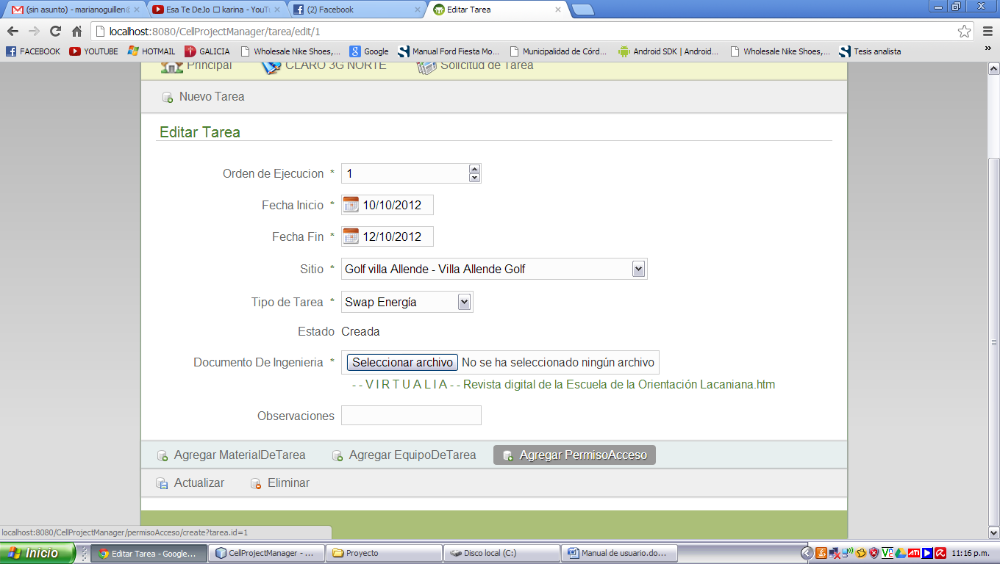 (sin asunto) - marianoguillen@
Esa Te DeJo karina - YouTu
(2) Facebook
Editar Tarea
localhost:8080/CellProjectManager/tarea/edit/1
FACEBOOK YOUTUBE HOTMAIL GALICIA Wholesale Nike Shoes,... Google Manual Ford Fiesta Mo... Municipalidad de Córd... Android SDK | Android... Wholesale Nike Shoes,... Tesis analista »
Principal CLARO 3G NORTE Solicitud de Tarea
Nuevo Tarea
Editar Tarea
Orden de Ejecucion * 1
Fecha Inicio * 10/10/2012
Fecha Fin * 12/10/2012
Sitio * Golf villa Allende - Villa Allende Golf
Tipo de Tarea * Swap Energía
Estado Creada
Documento De Ingenieria * Seleccionar archivo No se ha seleccionado ningún archivo
- - V I R T U A L I A - - Revista digital de la Escuela de la Orientación Lacaniana.htm
Observaciones
Agregar MaterialDeTarea Agregar EquipoDeTarea Agregar PermisoAcceso
Actualizar Eliminar
localhost:8080/CellProjectManager/permisoAcceso/create?tarea.id=1
Inicio Editar Tarea - Google... CellProjectManager - ... Proyecto Disco local (C:) Manual de usuario.do... 11:16 p.m.